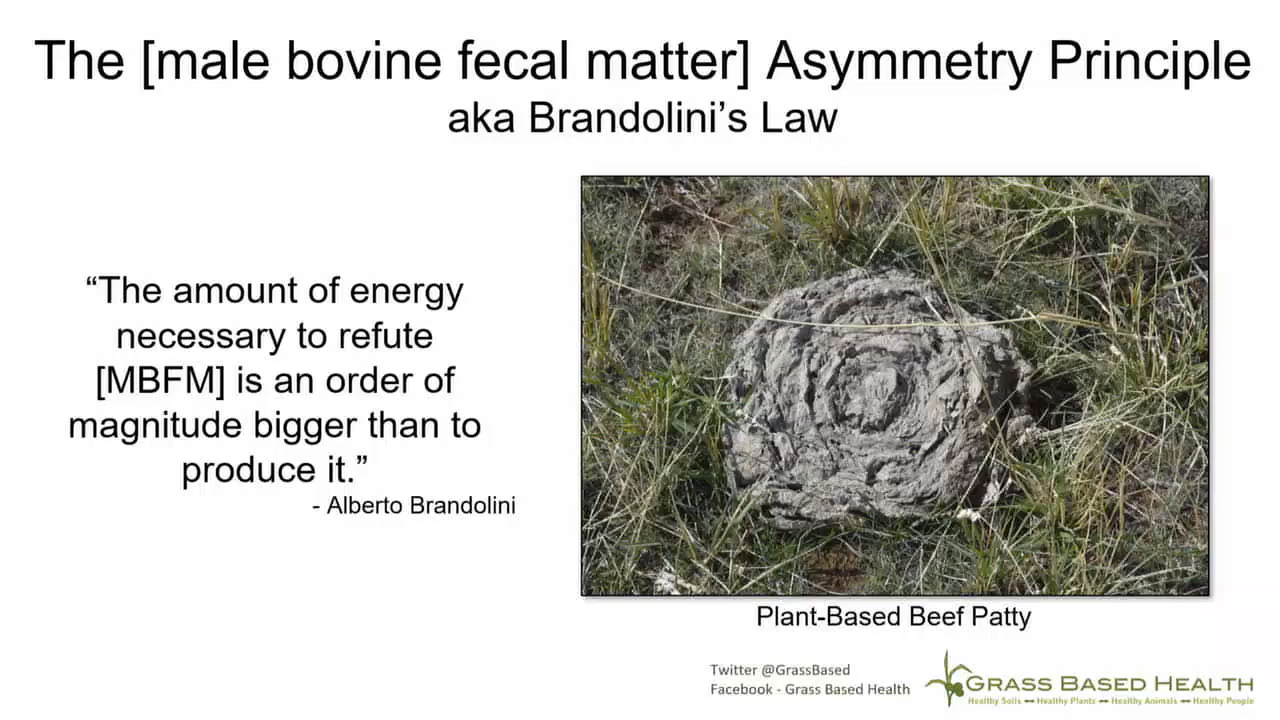 The [male bovine fecal matter] Asymmetry Principle
aka Brandolini’s Law
“The amount of energy
necessary to refute
[MBFM] is an order of
magnitude bigger than to
produce it.”
- Alberto Brandolini
Plant-Based Beef Patty
Twitter @GrassBased
Facebook - Grass Based Health
GRASS BASED HEALTH
Healthy Soils ↔ Healthy Plants ↔ Healthy Animals ↔ Healthy People